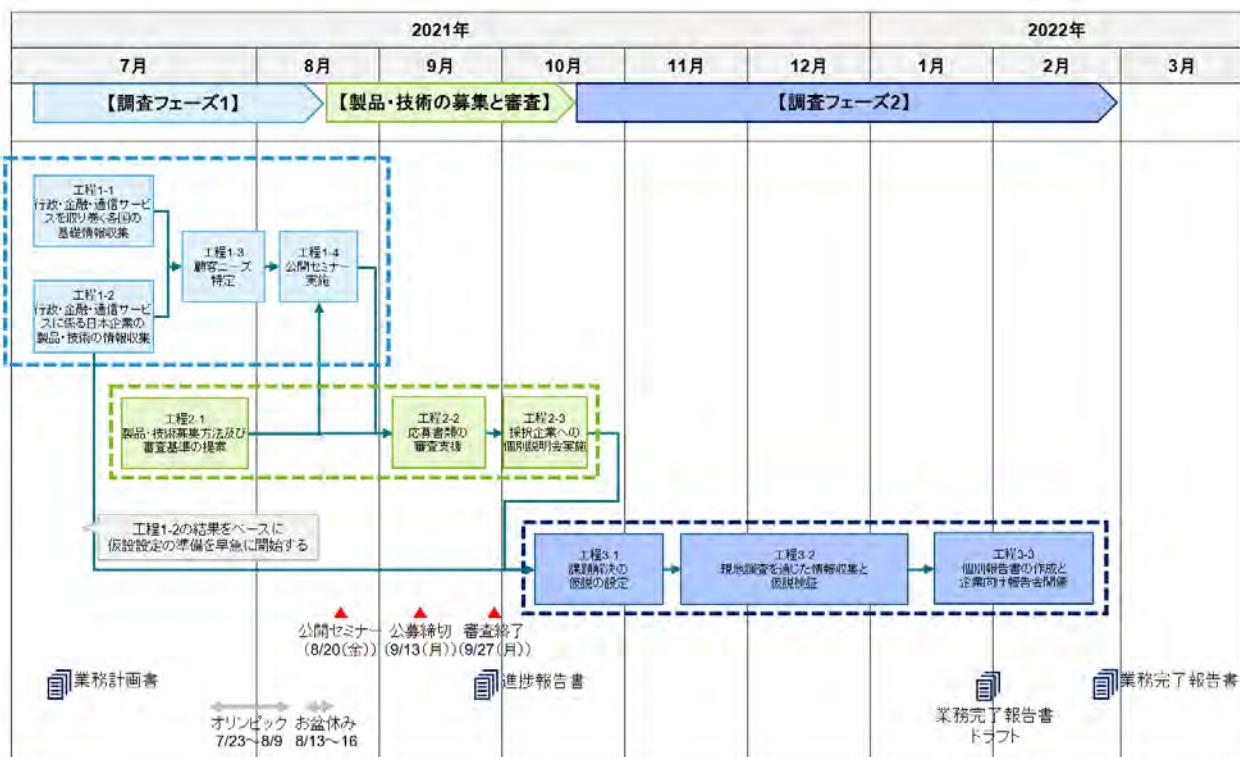 2021年
2022年
7月
8月
9月
10月
11月
12月
1月
2月
3月
【調査フェーズ1】
【製品・技術の募集と審査】
【調査フェーズ2】
工程1-1
行政・金融・通信サービ
スを取り巻く各国の
基礎情報収集
工程1-2
行政・金融・通信サービ
スに係る日本企業の
製品・技術の情報収集
工程1-3
顧客ニーズ
特定
工程1-4
公開セミナー
実施
工程2-1
製品・技術募集方法及び
審査基準の提案
工程2-2
応募書類の
審査支援
工程2-3
採択企業への
個別説明会実施
工程1-2の結果をベースに
仮設設定の準備を早急に開始する
工程3-1
課題解決の
仮説の設定
工程3-2
現地調査を通じた情報収集と
仮説検証
工程3-3
個別報告書の作成と
企業向け報告会開催
公開セミナー
(8/20(金))
公募締切
(9/13(月))
審査終了
(9/27(月))
業務計画書
進捗報告書
業務完了報告書
ドラフト
業務完了報告書
オリンピック
7/23~8/9
お盆休み
8/13~16